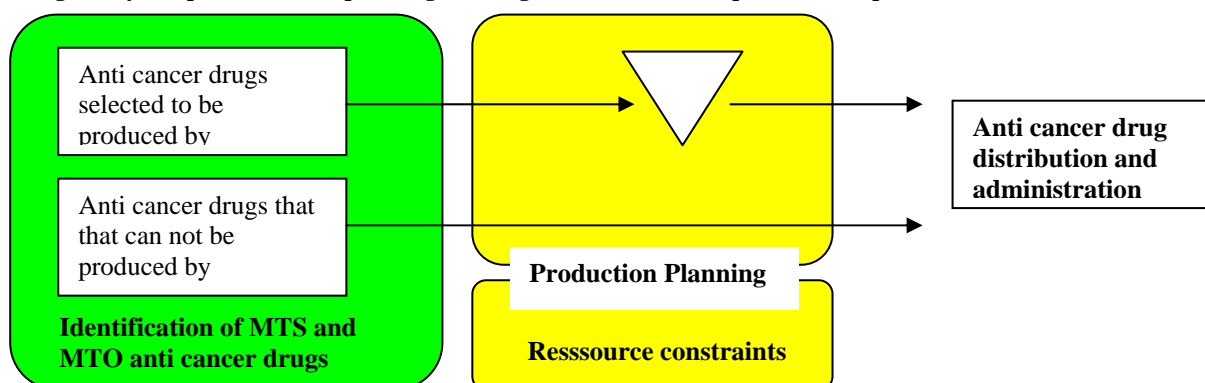 Anti cancer drugs
selected to be
produced by
Anti cancer drugs that
that can not be
produced by
Identification of MTS and
MTO anti cancer drugs
Production Planning
Resssource constraints
Anti cancer drug
distribution and
administration